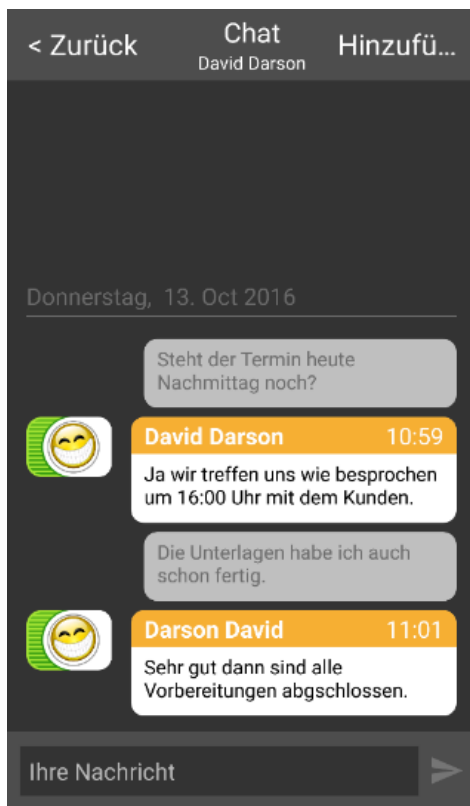 < Zurück
Chat
David Darson
Hinzufü...
Donnerstag, 13. Oct 2016
Steht der Termin heute
Nachmittag noch?
David Darson 10:59
Ja wir treffen uns wie besprochen
um 16:00 Uhr mit dem Kunden.
Die Unterlagen habe ich auch
schon fertig.
Darson David 11:01
Sehr gut dann sind alle
Vorbereitungen abgschlossen.
Ihre Nachricht